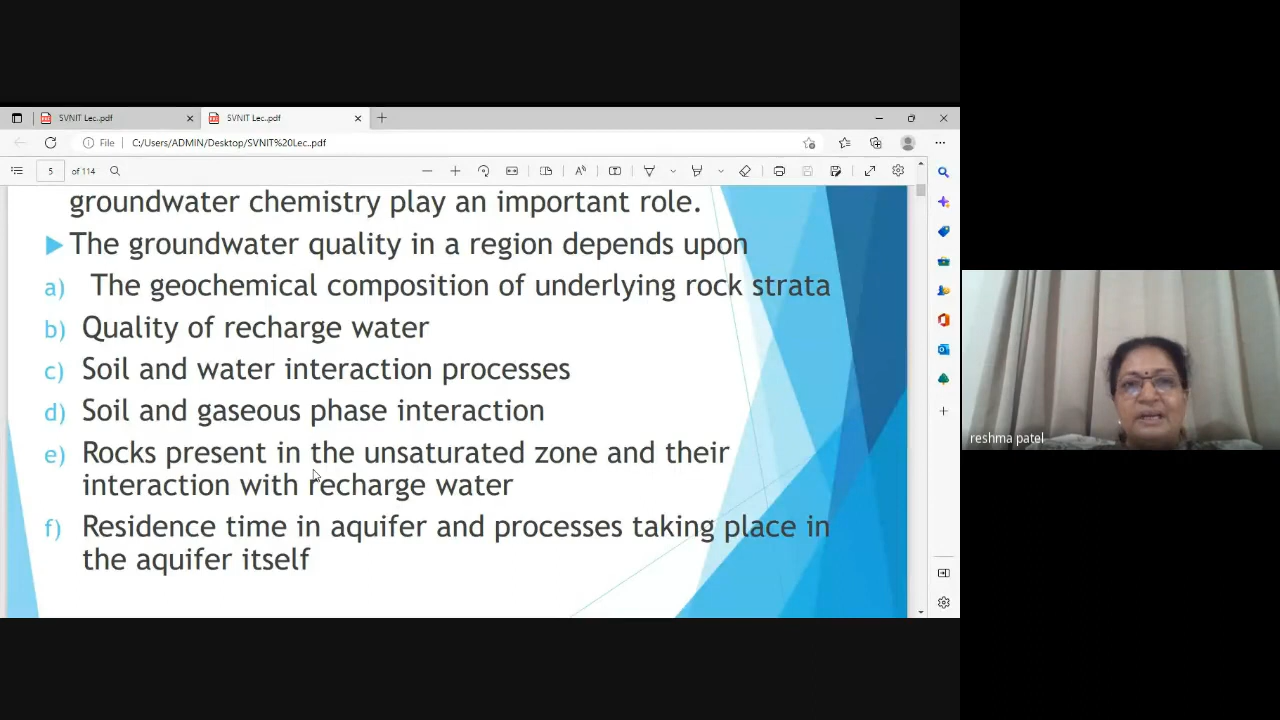 SVNIT Lec..pdf
SVNIT Lec..pdf
File
C:/Users/ADMIN/Desktop/SVNIT%20Lec..pdf
5 of 114
groundwater chemistry play an important role.
The groundwater quality in a region depends upon
a) The geochemical composition of underlying rock strata
b) Quality of recharge water
c) Soil and water interaction processes
d) Soil and gaseous phase interaction
e) Rocks present in the unsaturated zone and their
interaction with recharge water
f) Residence time in aquifer and processes taking place in
the aquifer itself
reshma patel